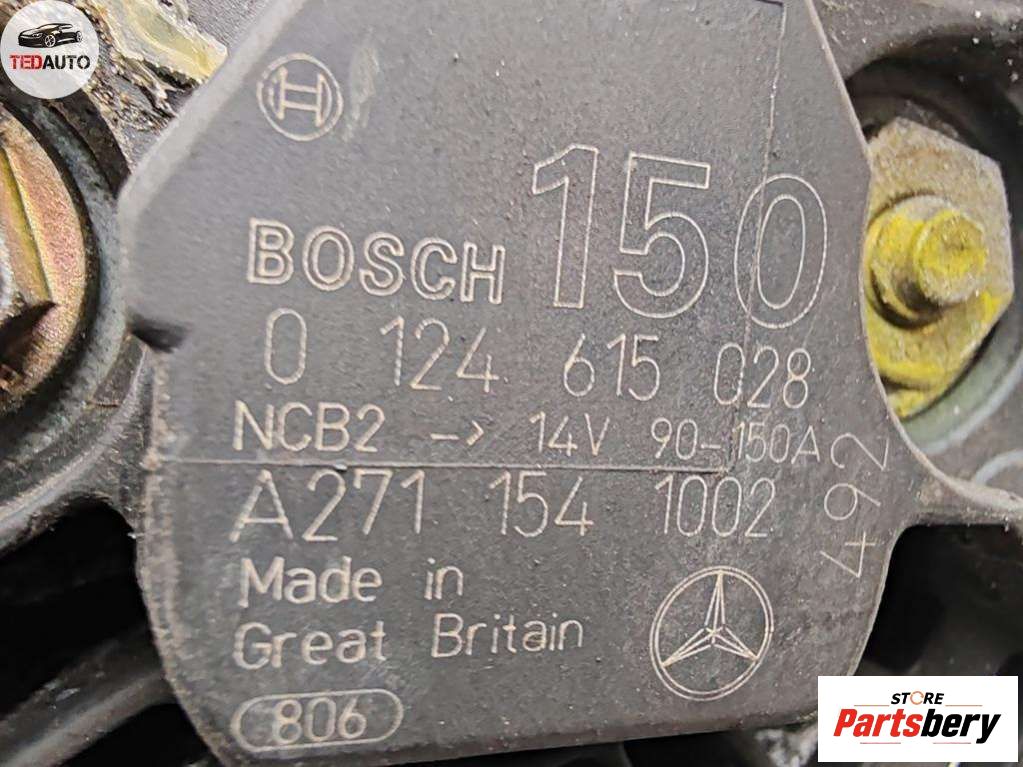 TEDAUTO
150
BOSCH
0 124 615 028
NCB2 -> 14V 90-150A
A271 154 1002
492
Made in
Great Britain
806
STORE
Partsbery